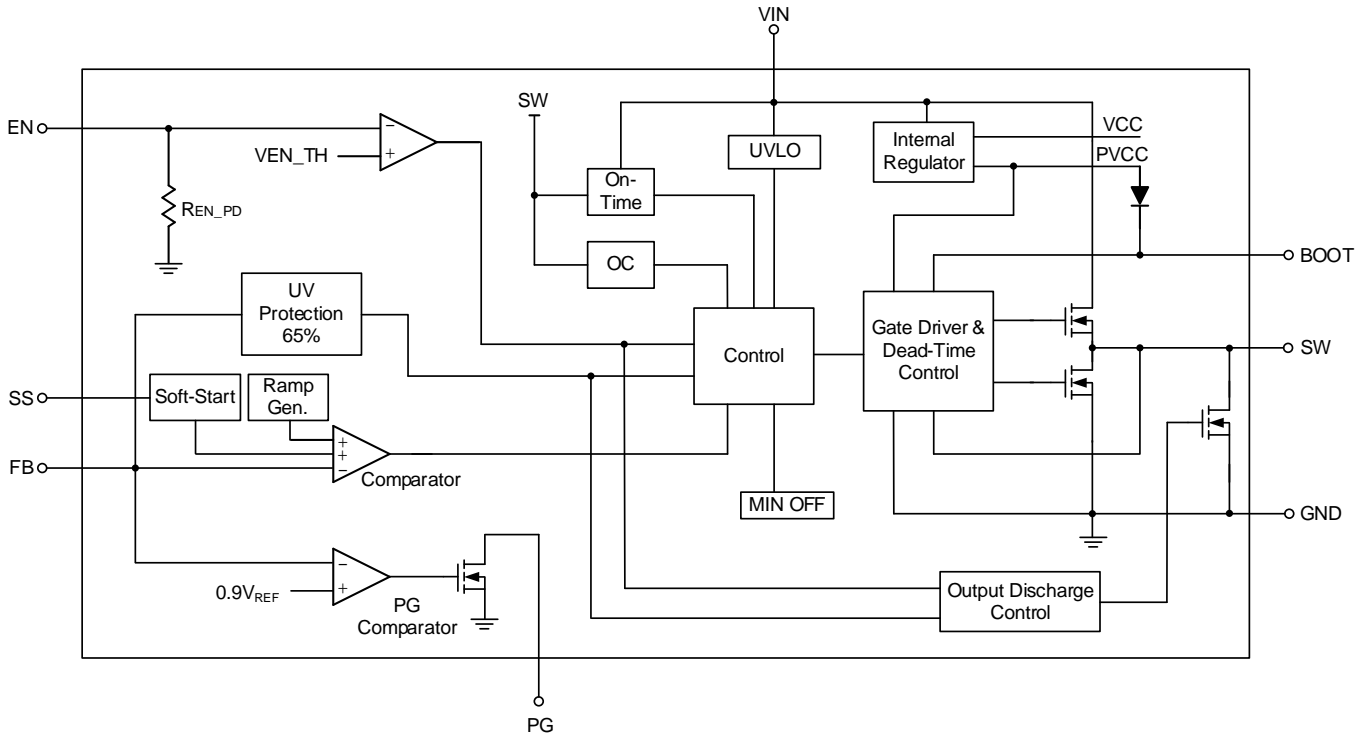 VIN
SW
EN
VEN_TH
REN_PD
On-
Time
UVLO
Internal
Regulator
VCC
PVCC
OC
BOOT
UV
Protection
65%
Control
Gate Driver &
Dead-Time
Control
SW
SS
Soft-Start
Ramp
Gen.
FB
+
+
−
Comparator
MIN OFF
GND
−
+
0.9VREF
PG
Comparator
Output Discharge
Control
PG
−
+